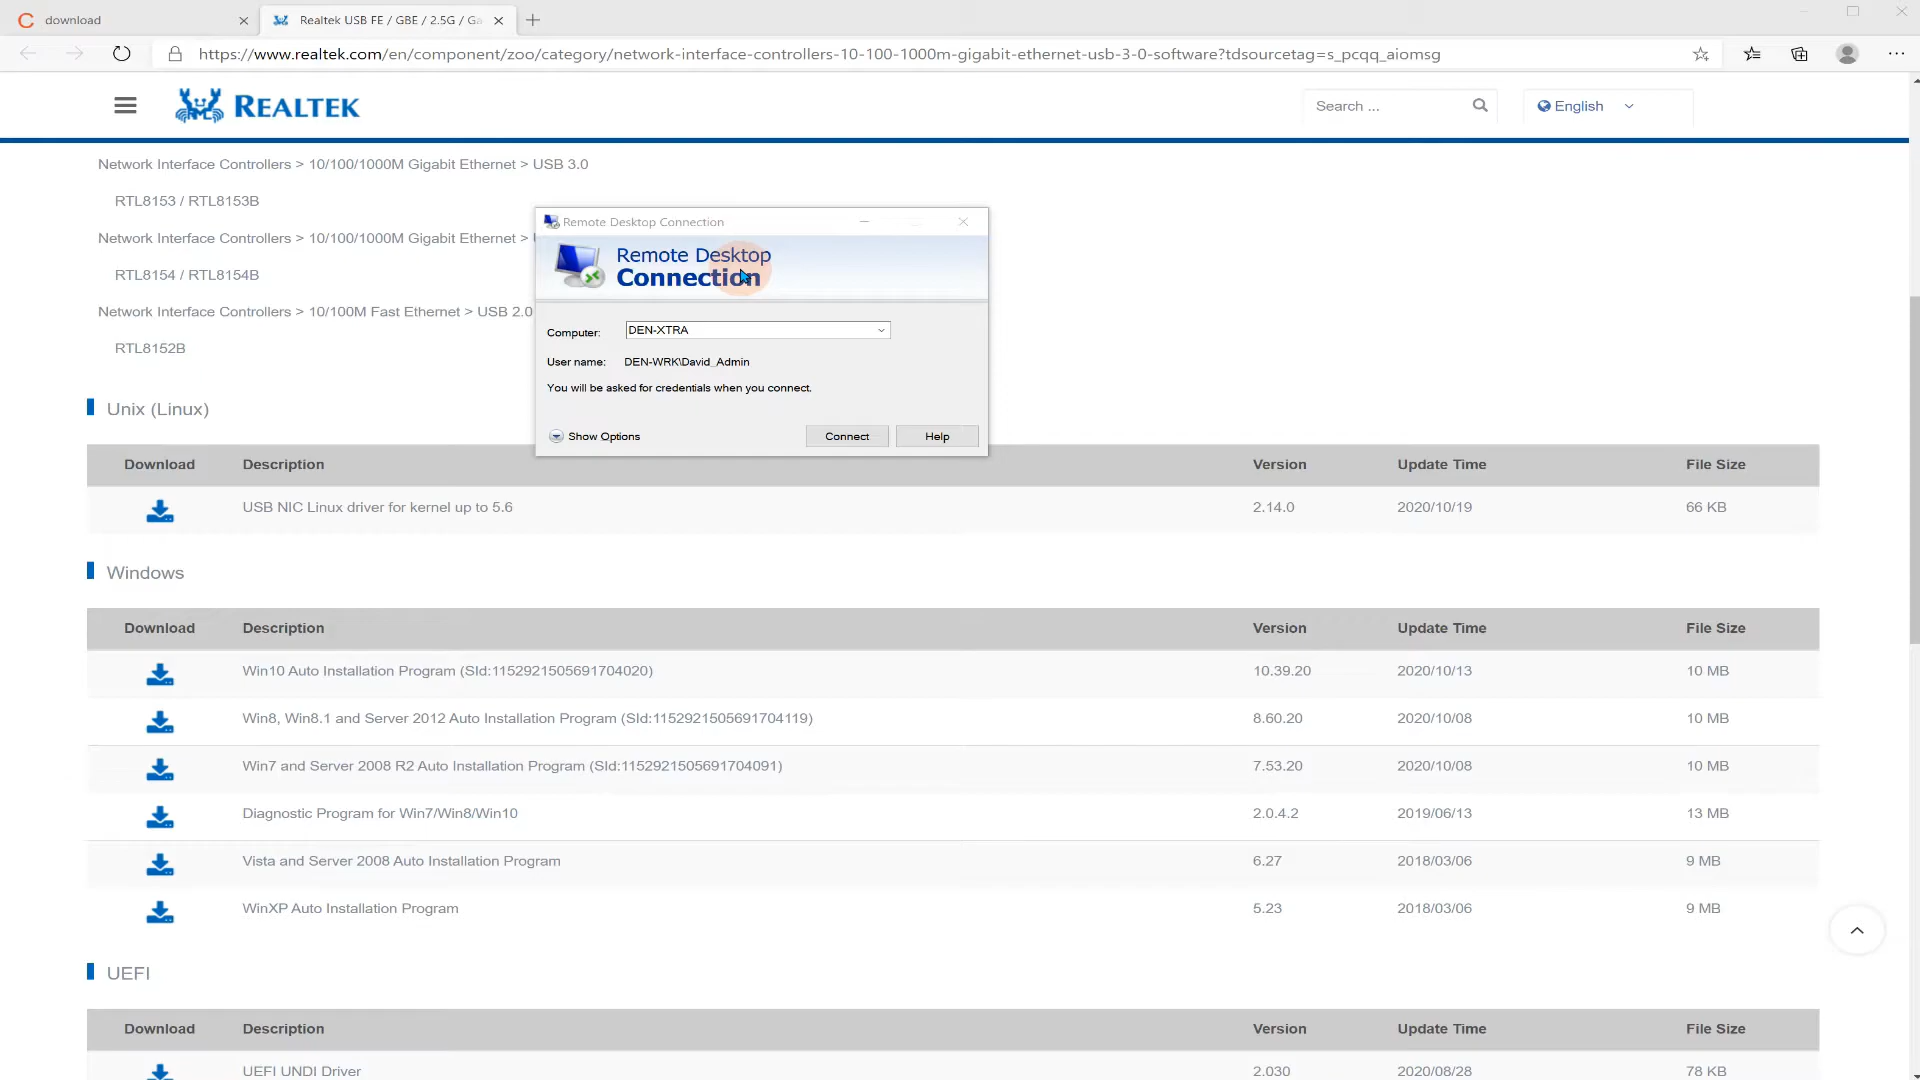 download
Realtek USB FE / GBE / 2.5G / Ga
https://www.realtek.com/en/component/zoo/category/network-interface-controllers-10-100-1000m-gigabit-ethernet-usb-3-0-software?tdsourcetag=s_pcqq_aiomsg
REALTEK
Search ...
English
Network Interface Controllers > 10/100/1000M Gigabit Ethernet > USB 3.0
RTL8153 / RTL8153B
Network Interface Controllers > 10/100/1000M Gigabit Ethernet >
RTL8154 / RTL8154B
Network Interface Controllers > 10/100M Fast Ethernet > USB 2.0
RTL8152B
Remote Desktop Connection
Remote Desktop
Connection
Computer: DEN-XTRA
User name: DEN-WRK\David_Admin
You will be asked for credentials when you connect.
Show Options Connect Help
Unix (Linux)
Download Description Version Update Time File Size
USB NIC Linux driver for kernel up to 5.6 2.14.0 2020/10/19 66 KB
Windows
Download Description Version Update Time File Size
Win10 Auto Installation Program (SId:1152921505691704020) 10.39.20 2020/10/13 10 MB
Win8, Win8.1 and Server 2012 Auto Installation Program (SId:1152921505691704119) 8.60.20 2020/10/08 10 MB
Win7 and Server 2008 R2 Auto Installation Program (SId:1152921505691704091) 7.53.20 2020/10/08 10 MB
Diagnostic Program for Win7/Win8/Win10 2.0.4.2 2019/06/13 13 MB
Vista and Server 2008 Auto Installation Program 6.27 2018/03/06 9 MB
WinXP Auto Installation Program 5.23 2018/03/06 9 MB
UEFI
Download Description Version Update Time File Size
UEFI UNDI Driver 2.030 2020/08/28 78 KB